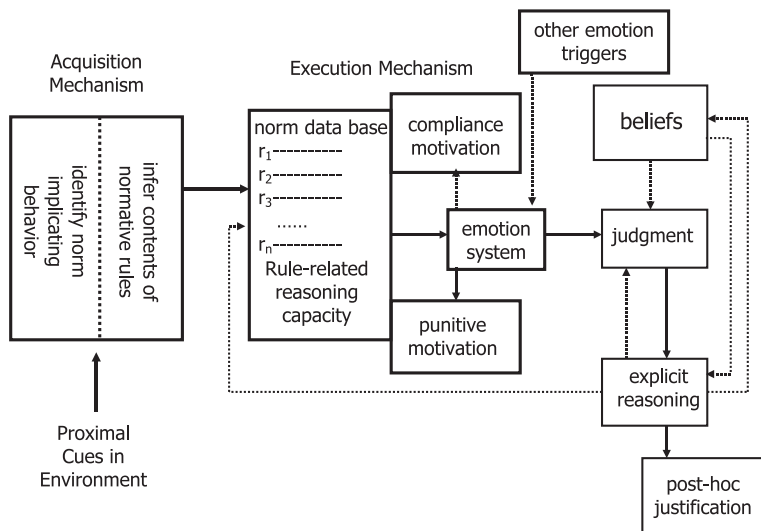 Acquisition
Mechanism
identify norm
implicating
behavior
infer contents of
normative rules
Proximal
Cues in
Environment
Execution Mechanism
norm data base
r1-----------
r2-----------
r3-----------
......
rn-----------
Rule-related
reasoning
capacity
compliance
motivation
punitive
motivation
other emotion
triggers
emotion
system
beliefs
judgment
explicit
reasoning
post-hoc
justification